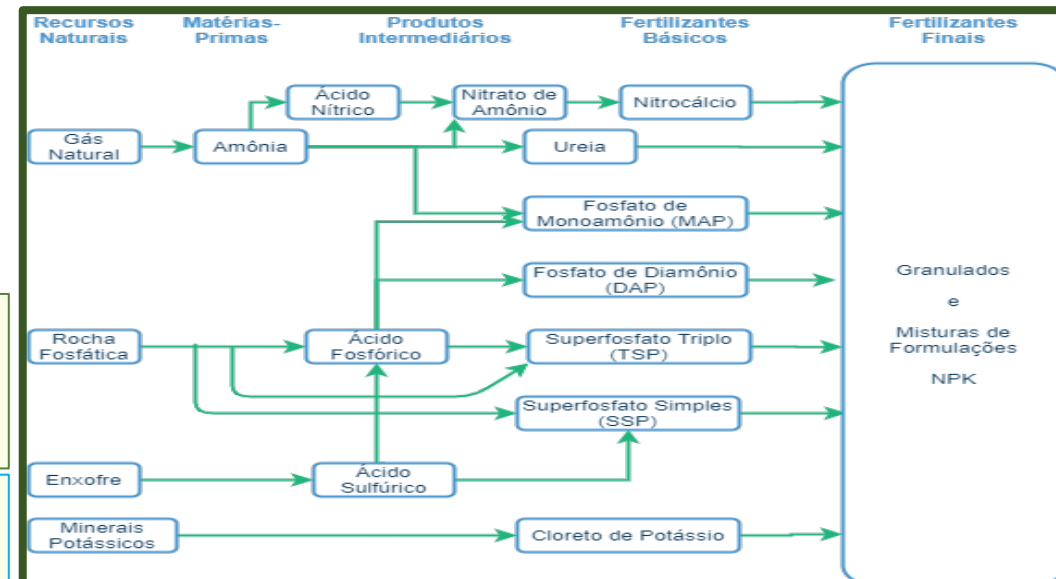 Recursos
Naturais
Matérias-
Primas
Produtos
Intermediários
Fertilizantes
Básicos
Fertilizantes
Finais
Ácido
Nítrico
Nitrato de
Amônio
Nitrocálcio
Gás
Natural
Amônia
Ureia
Fosfato de
Monoamônio (MAP)
Fosfato de Diamônio
(DAP)
Rocha
Fosfática
Ácido
Fosfórico
Superfosfato Triplo
(TSP)
Superfosfato Simples
(SSP)
Enxofre
Ácido
Sulfúrico
Minerais
Potássicos
Cloreto de Potássio
Granulados
e
Misturas de
Formulações
NPK